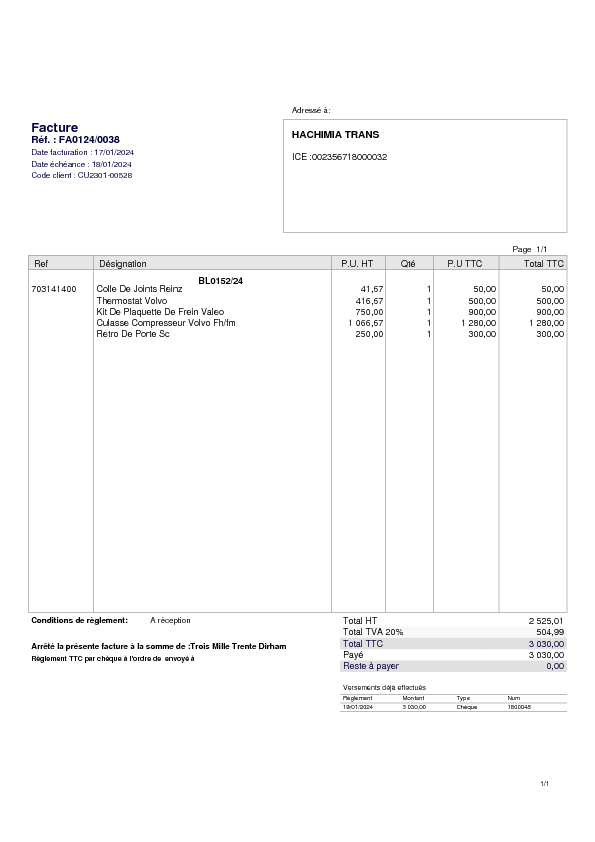 Adressé à:
Facture
Réf. : FA0124/0038
Date facturation : 17/01/2024
Date échéance : 18/01/2024
Code client : CU2301-00528
HACHIMIA TRANS
ICE :002356718000032
Page 1/1
Ref Désignation P.U. HT Qté P.U TTC Total TTC
BL0152/24
703141400 Colle De Joints Reinz 41,67 1 50,00 50,00
Thermostat Volvo 416,67 1 500,00 500,00
Kit De Plaquette De Frein Valeo 750,00 1 900,00 900,00
Culasse Compresseur Volvo Fh/fm 1 066,67 1 1 280,00 1 280,00
Retro De Porte Sc 250,00 1 300,00 300,00
Conditions de règlement: A réception
Total HT 2 525,01
Total TVA 20% 504,99
Total TTC 3 030,00
Payé 3 030,00
Reste à payer 0,00
Arrêté la présente facture à la somme de :Trois Mille Trente Dirham
Règlement TTC par chèque à l'ordre de envoyé à
Versements déjà effectués
Règlement Montant Type Num
19/01/2024 3 030,00 Chèque 1800048
1/1